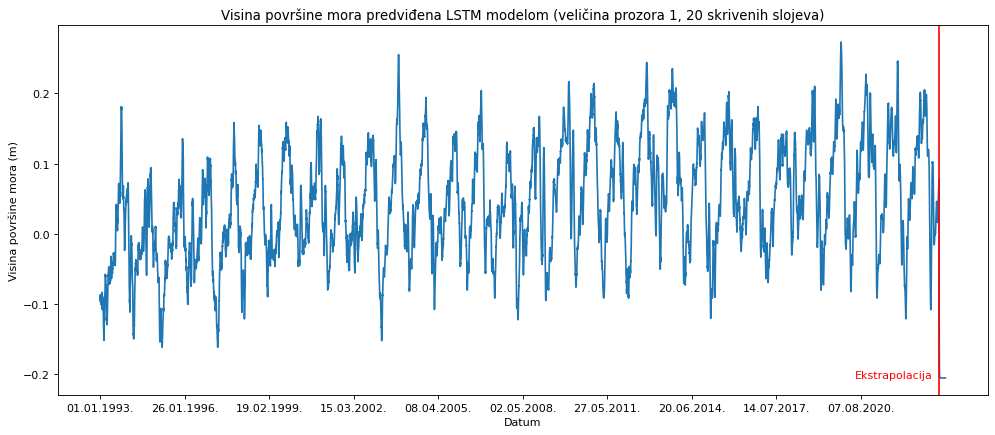 Visina površine mora predviđena LSTM modelom (veličina prozora 1, 20 skrivenih slojeva)
Visina površine mora (m)
0.2
0.1
0.0
−0.1
−0.2
Ekstrapolacija
01.01.1993. 26.01.1996. 19.02.1999. 15.03.2002. 08.04.2005. 02.05.2008. 27.05.2011. 20.06.2014. 14.07.2017. 07.08.2020.
Datum